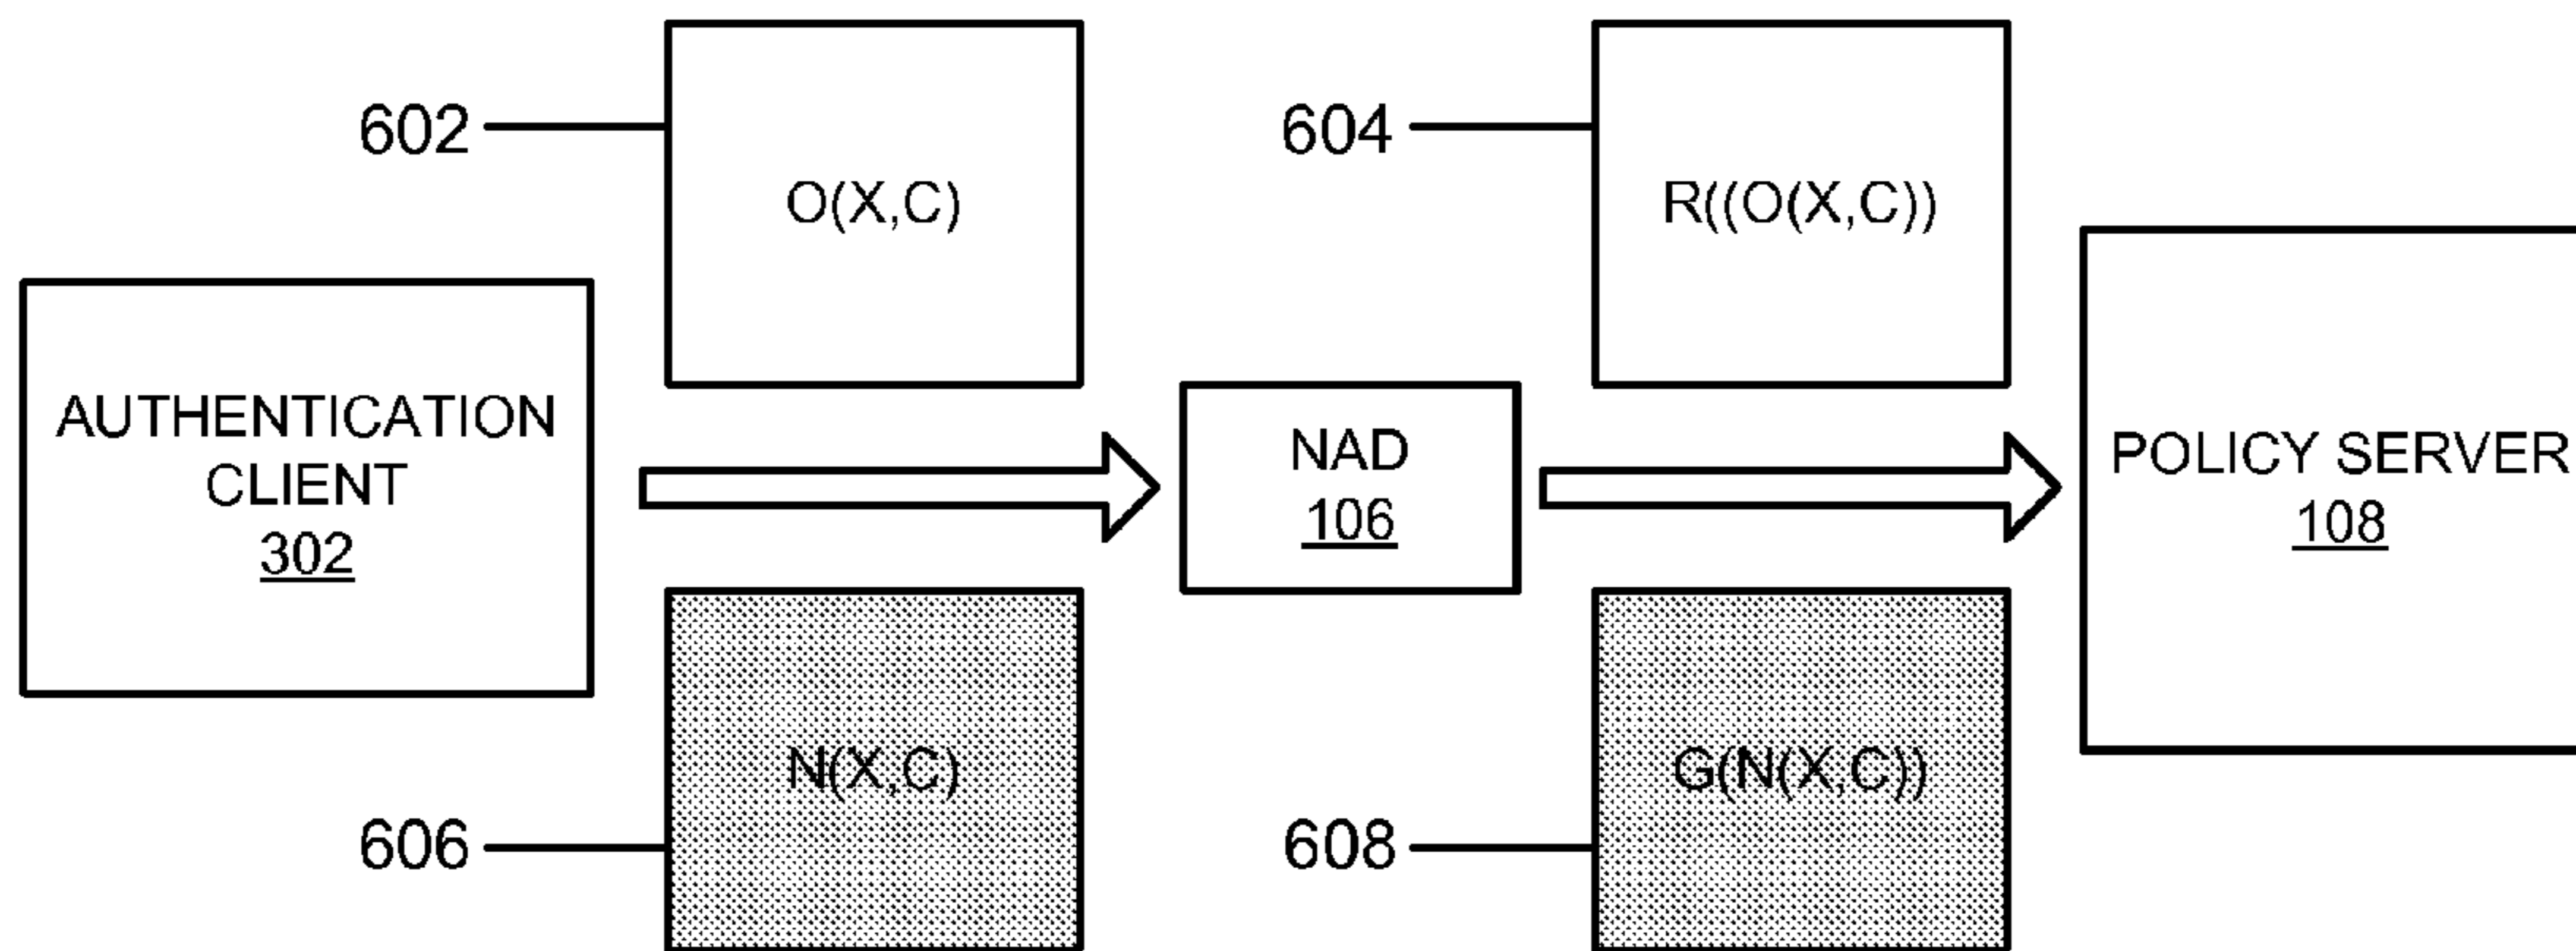 602
O(X,C)
604
R((O(X,C))
AUTHENTICATION
CLIENT
302
NAD
106
POLICY SERVER
108
606
N(X,C)
608
G(N(X,C))